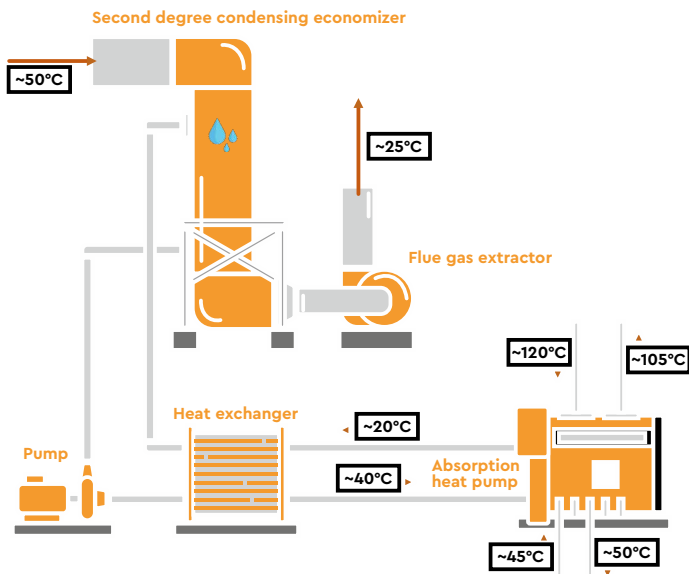 Second degree condensing economizer
~50°C
~25°C
Flue gas extractor
~120°C
~105°C
Heat exchanger
~20°C
Pump
Absorption
heat pump
~40°C
~45°C
~50°C